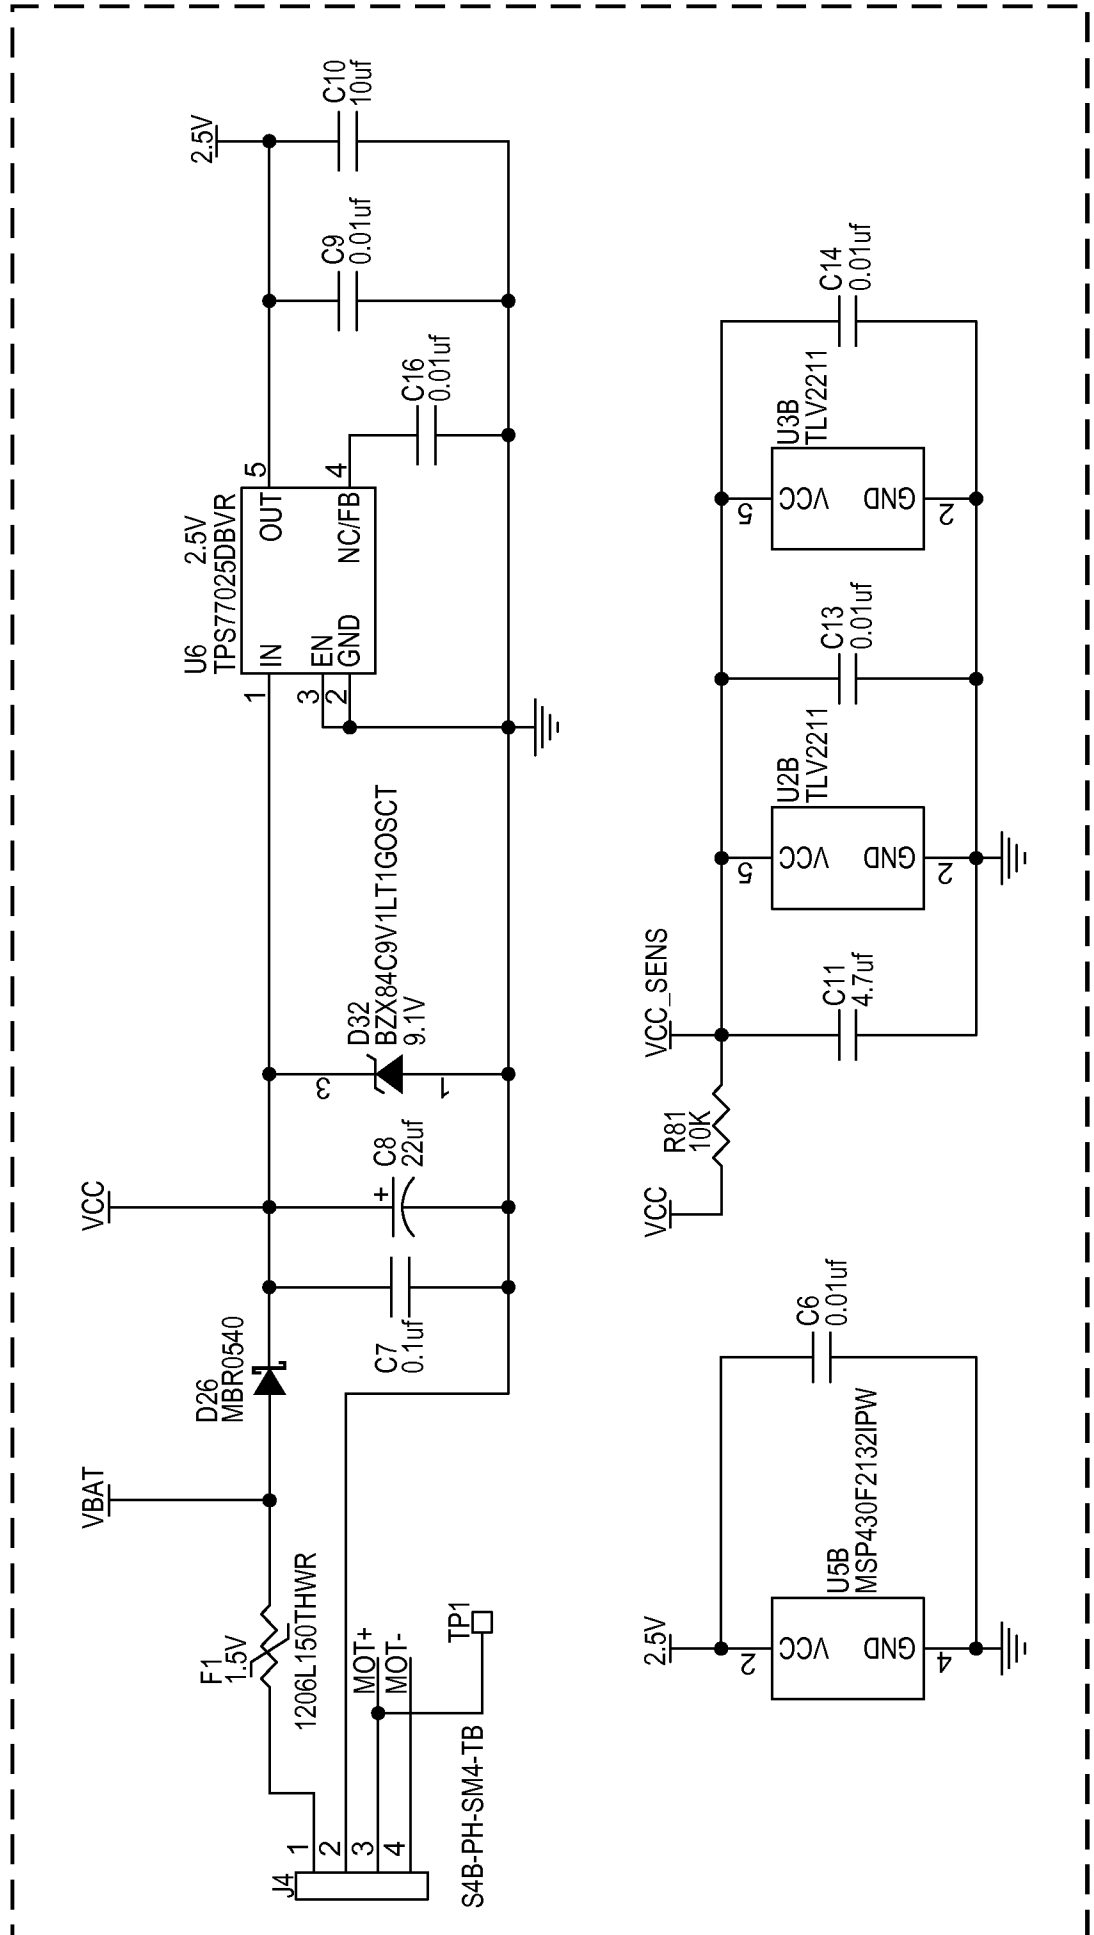 J4
1
2
3
4
S4B-PH-SM4-TB
MOT+
MOT-
TP1
F1
1.5V
1206L150THWR
VBAT
D26
MBR0540
C7
0.1uf
VCC
+
C8
22uf
D32
BZX84C9V1LT1GOSCT
9.1V
3
1
U6
2.5V
TPS77025DBVR
1
IN
3
EN
2
GND
OUT
5
NC/FB
4
C16
0.01uf
C9
0.01uf
2.5V
C10
10uf
2.5V
2
VCC
GND
4
U5B
MSP430F2132IPW
C6
0.01uf
VCC
R81
10K
VCC_SENS
C11
4.7uf
5
VCC
GND
2
U2B
TLV2211
C13
0.01uf
5
VCC
GND
2
U3B
TLV2211
C14
0.01uf